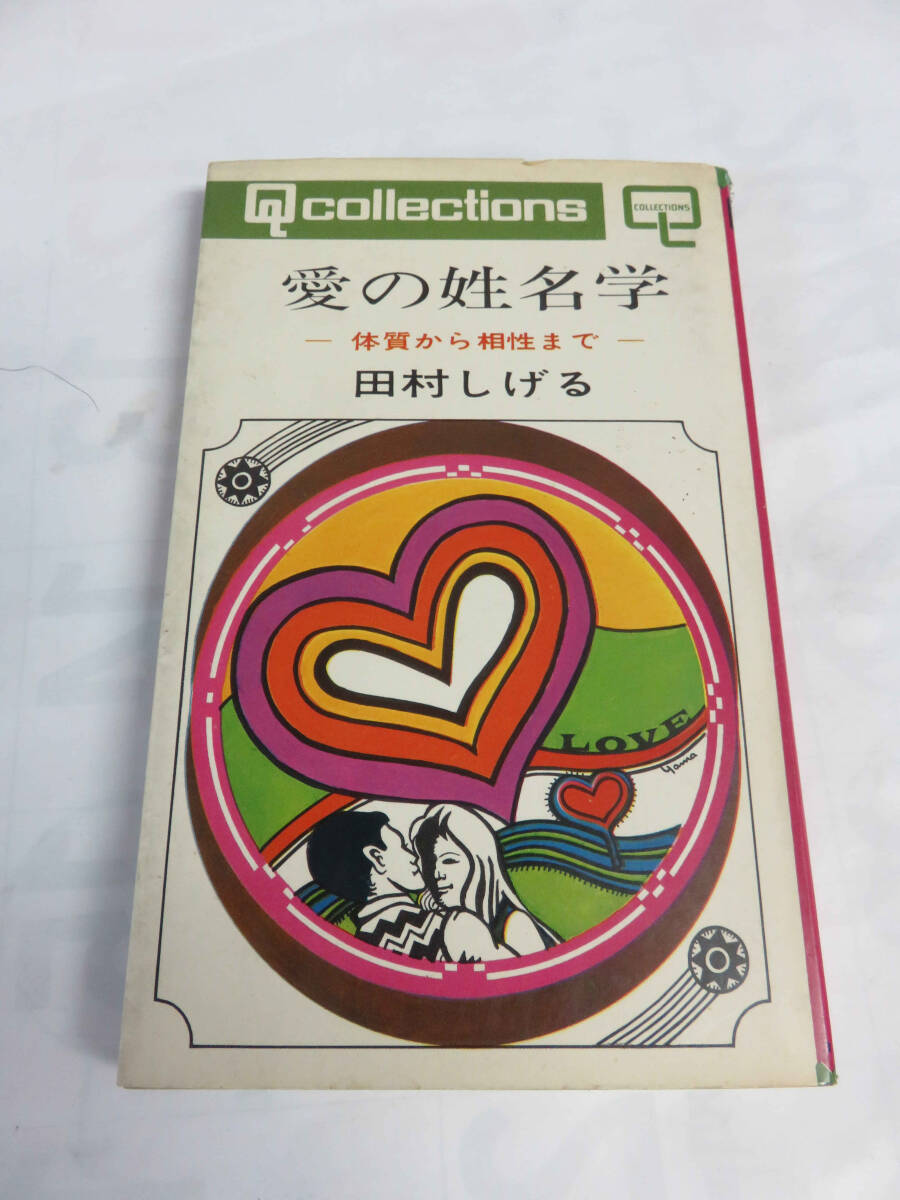 QL collections
COLLECTIONS
愛の姓名学
— 体質から相性まで —
田村しげる
LOVE
yama